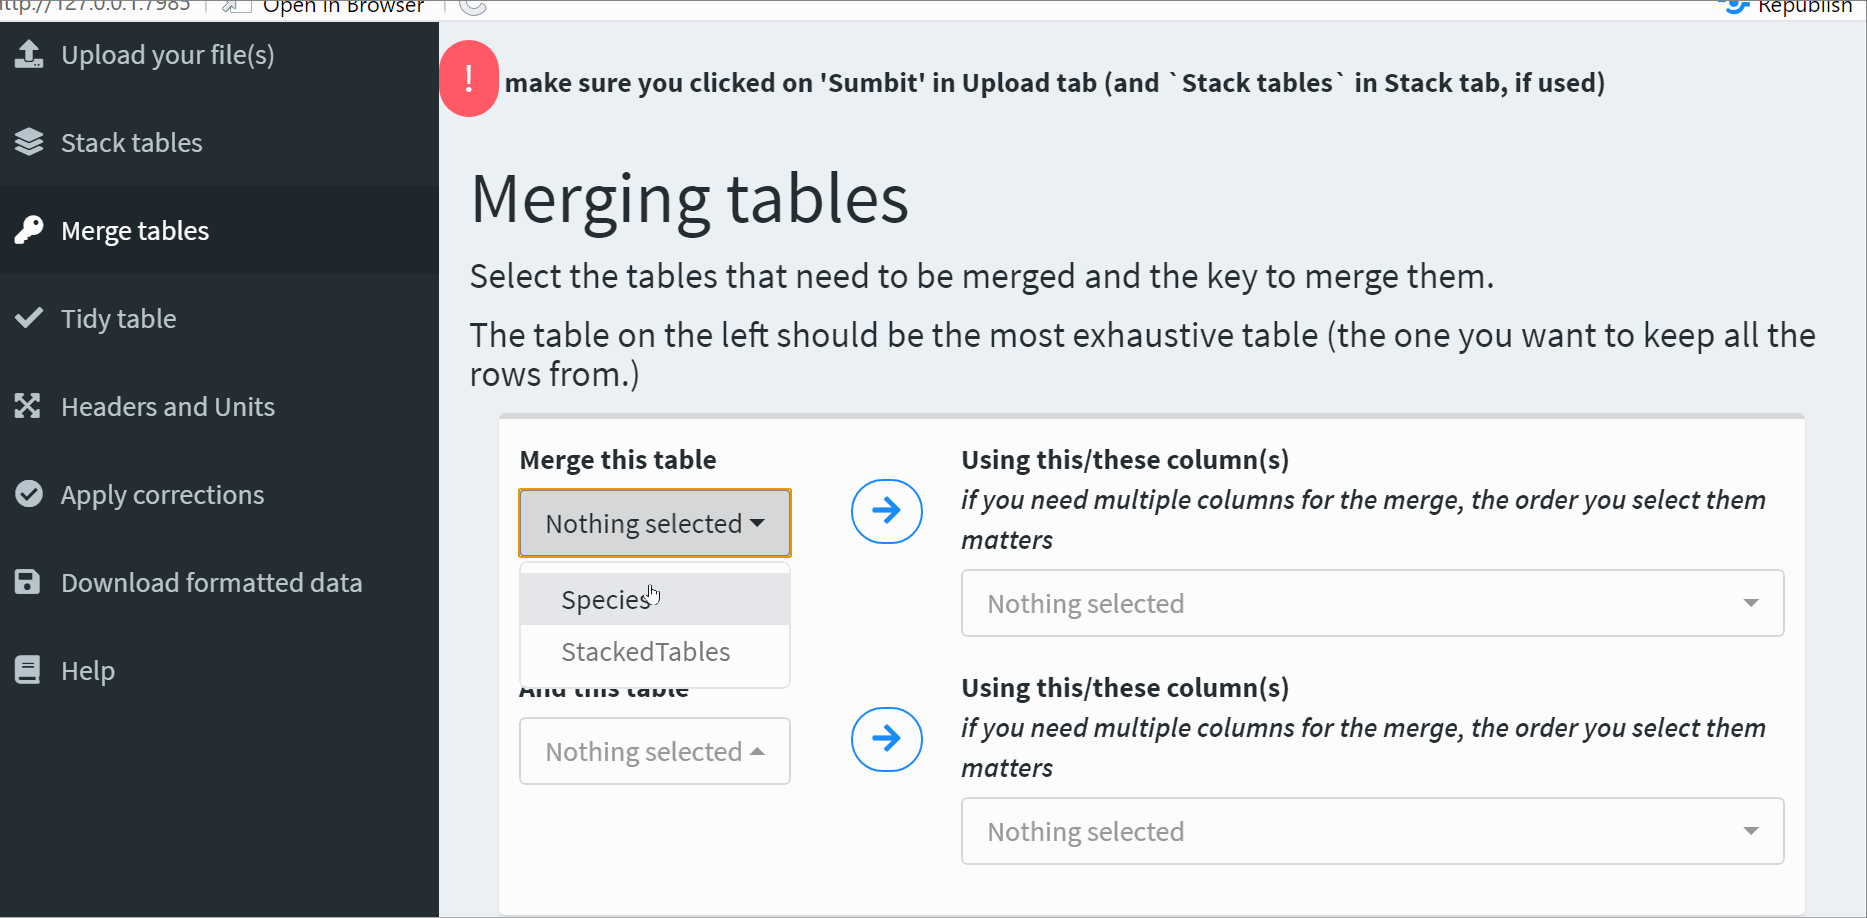 ttp://127.0.0.1:7985 Open in Browser Republish
Upload your file(s)
Stack tables
Merge tables
Tidy table
Headers and Units
Apply corrections
Download formatted data
Help
! make sure you clicked on 'Sumbit' in Upload tab (and `Stack tables` in Stack tab, if used)
Merging tables
Select the tables that need to be merged and the key to merge them.
The table on the left should be the most exhaustive table (the one you want to keep all the
rows from.)
Merge this table
Nothing selected
Species
StackedTables
Using this/these column(s)
if you need multiple columns for the merge, the order you select them
matters
Nothing selected
And this table
Nothing selected
Using this/these column(s)
if you need multiple columns for the merge, the order you select them
matters
Nothing selected